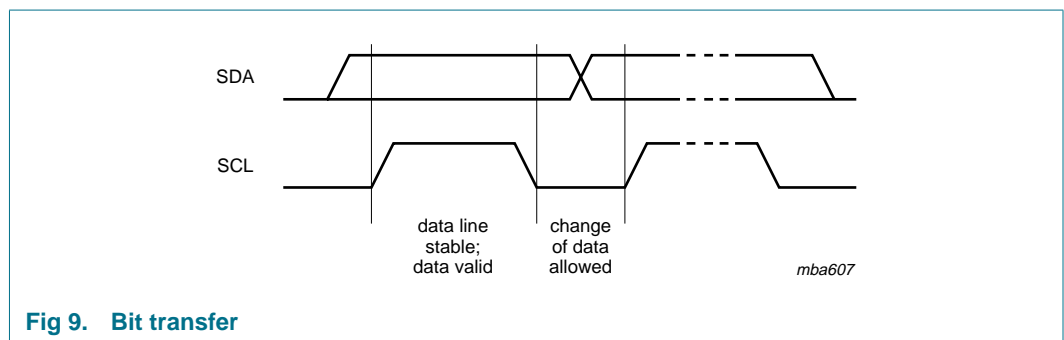 SDA
SCL
data line
stable;
data valid
change
of data
allowed
mba607
Fig 9. Bit transfer